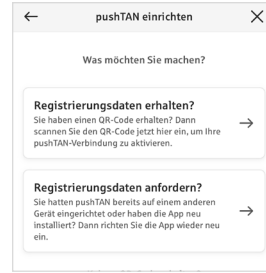 pushTAN einrichten
Was möchten Sie machen?
Registrierungsdaten erhalten?
Sie haben einen QR-Code erhalten? Dann
scannen Sie den QR-Code jetzt hier ein, um Ihre
pushTAN-Verbindung zu aktivieren.
Registrierungsdaten anfordern?
Sie hatten pushTAN bereits auf einem anderen
Gerät eingerichtet oder haben die App neu
installiert? Dann richten Sie die App wieder neu
ein.